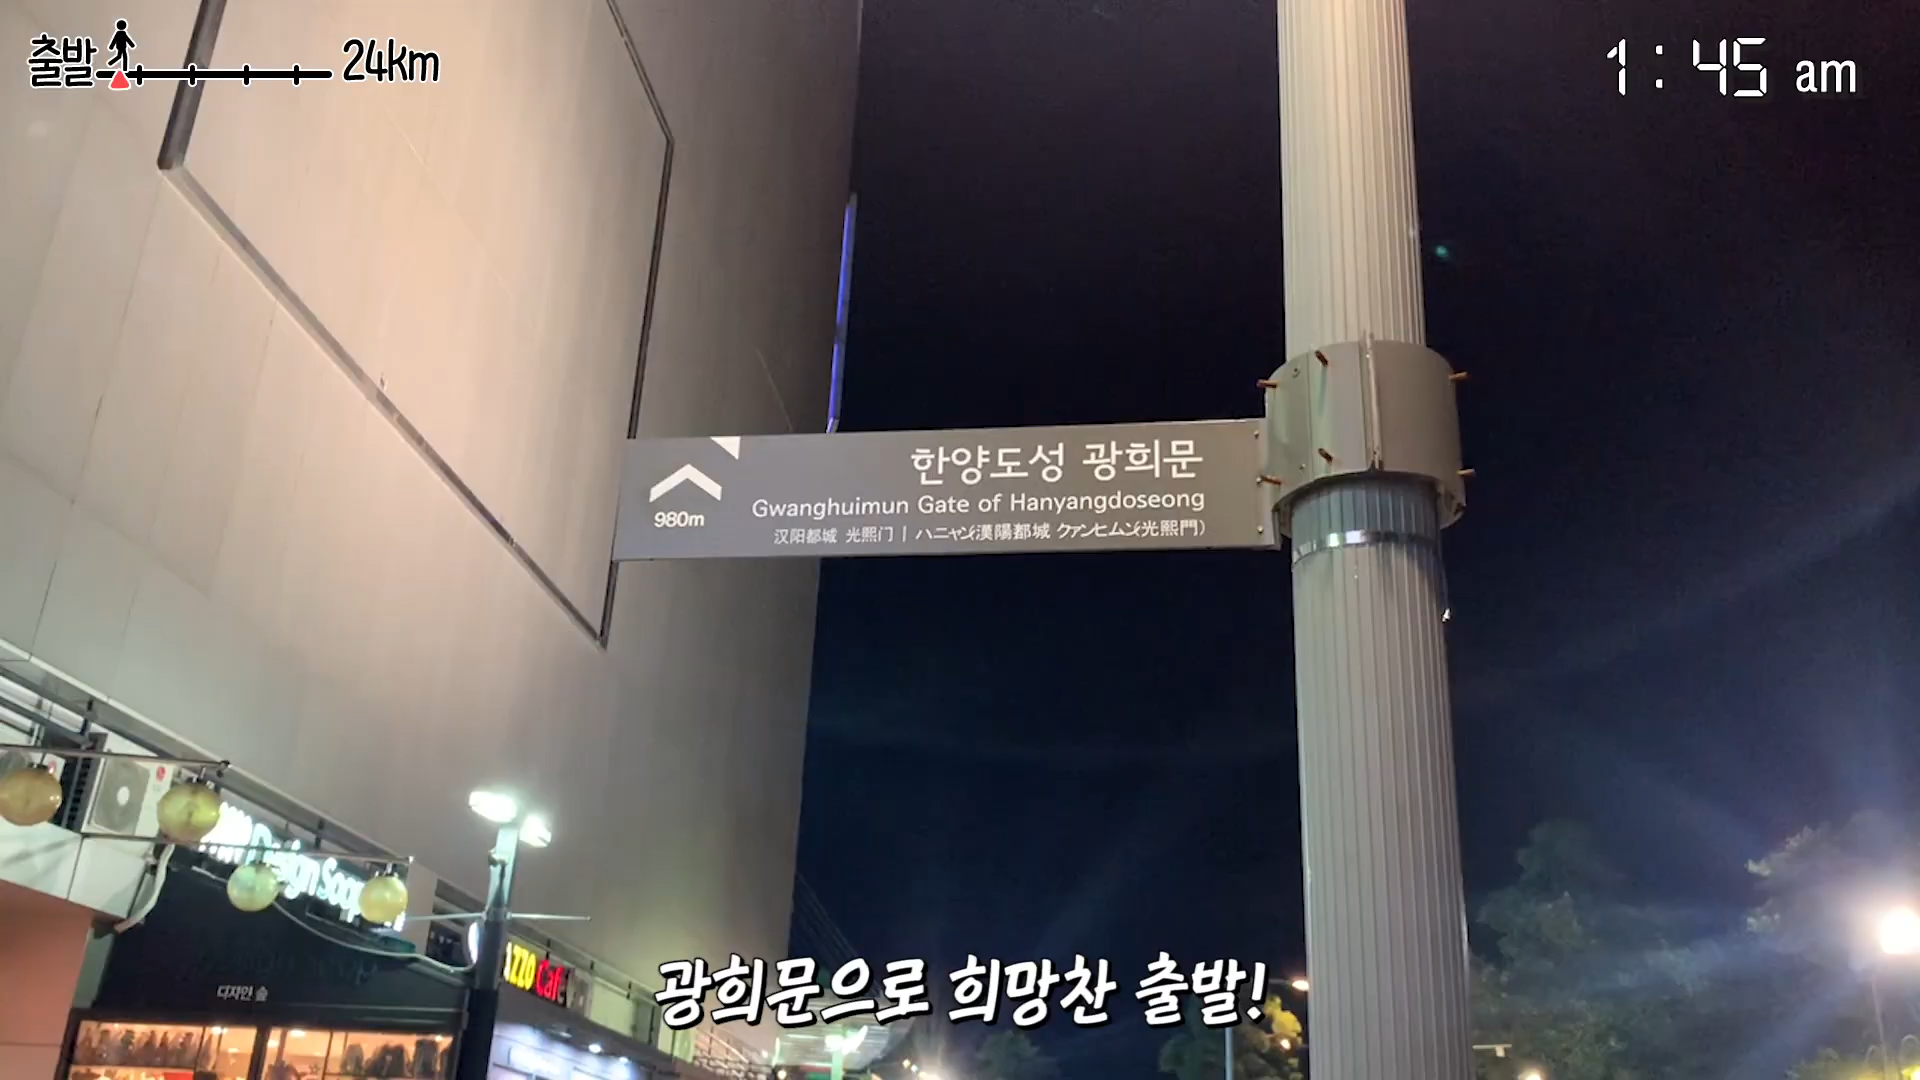 출발 24km
1:45 am
한양도성 광희문
Gwanghuimun Gate of Hanyangdoseong
980m
汉阳都城 光熙门 | ハニャン(漢陽都城 クァンヒムン(光熙門)
Design
디자인 숲
Cafe
광희문으로 희망찬 출발!